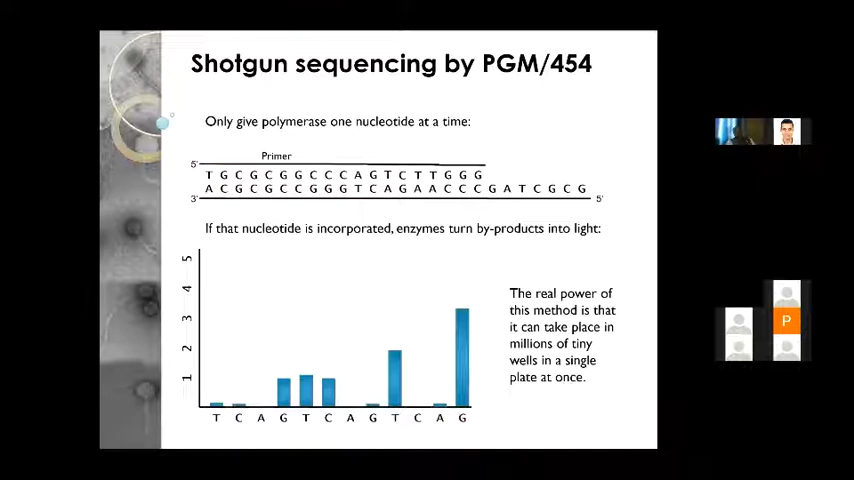 Shotgun sequencing by PGM/454
Only give polymerase one nucleotide at a time:
Primer
5'
T G C G C G G C C C A G T C T T G G G
A C G C G C C G G G T C A G A A C C C G A T C G C G
3'
5'
If that nucleotide is incorporated, enzymes turn by-products into light:
5
4
3
2
1
The real power of
this method is that
it can take place in
millions of tiny
wells in a single
plate at once.
T C A G T C A G T C A G
P